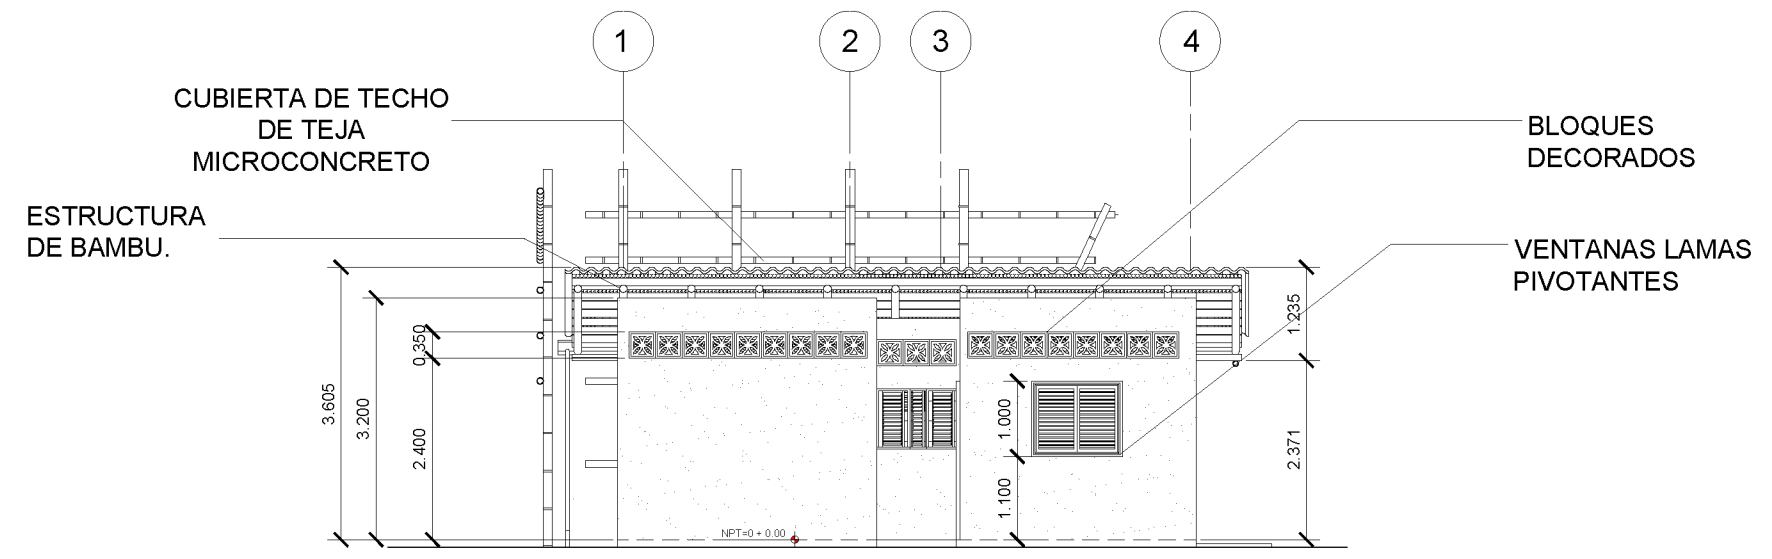 1
2
3
4
CUBIERTA DE TECHO
DE TEJA
MICROCONCRETO
BLOQUES
DECORADOS
ESTRUCTURA
DE BAMBU.
VENTANAS LAMAS
PIVOTANTES
3.605
3.200
0.350
2.400
1.000
1.100
1.235
2.371
NPT=0 + 0.00